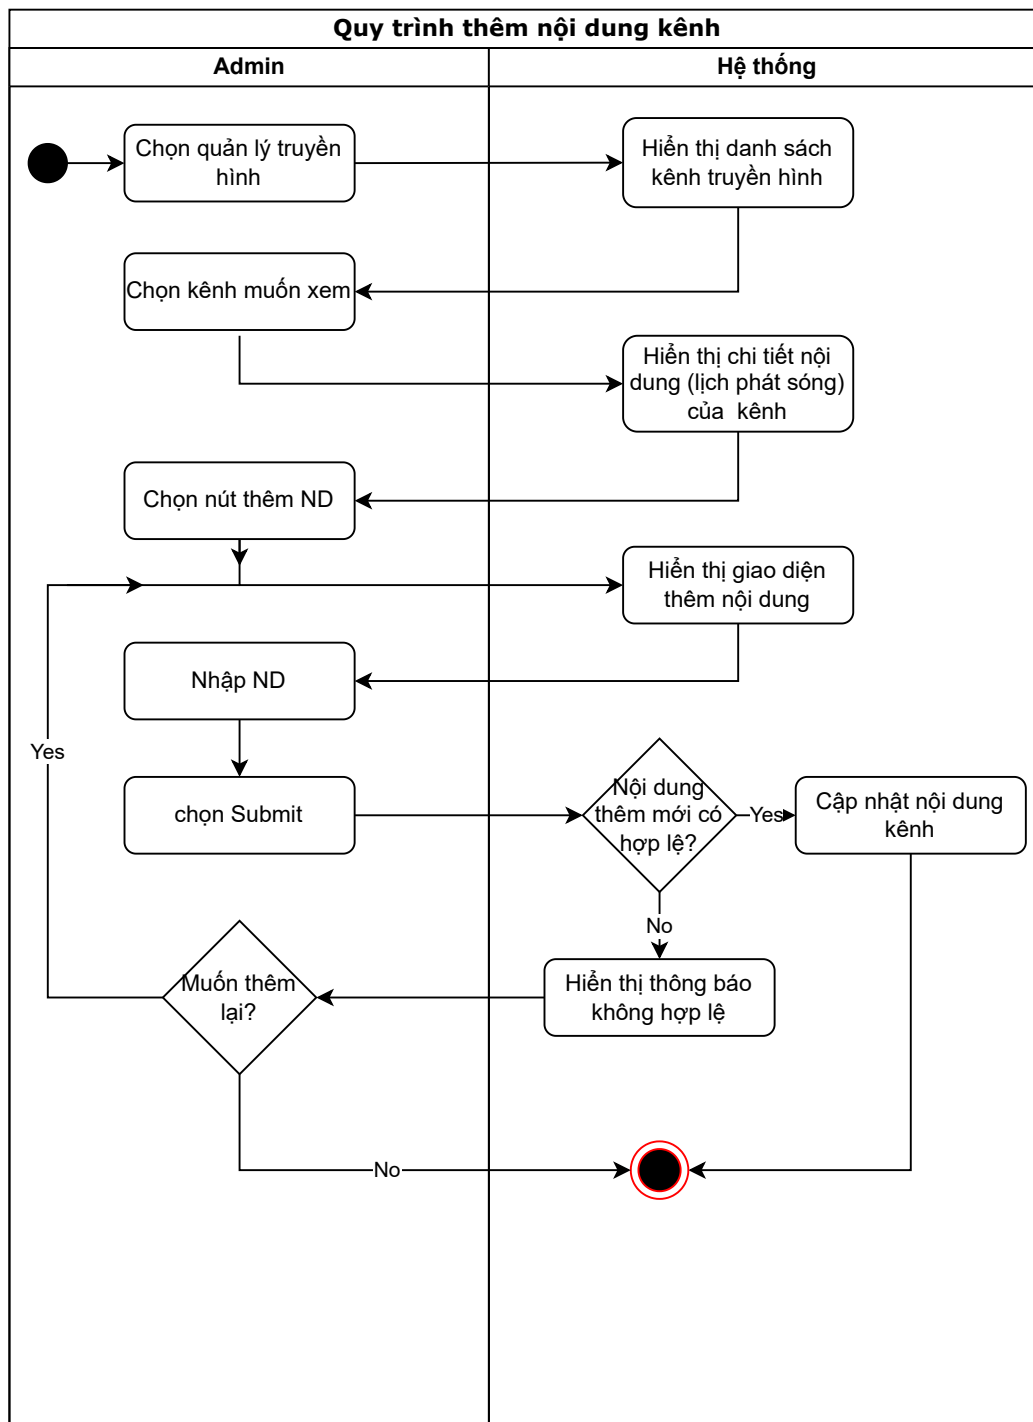 Quy trình thêm nội dung kênh
Admin
Hệ thống
Chọn quản lý truyền
hình
Hiển thị danh sách
kênh truyền hình
Chọn kênh muốn xem
Hiển thị chi tiết nội
dung (lịch phát sóng)
của kênh
Chọn nút thêm ND
Hiển thị giao diện
thêm nội dung
Nhập ND
Yes
chọn Submit
Nội dung
thêm mới có
hợp lệ?
Yes
Cập nhật nội dung
kênh
No
Muốn thêm
lại?
Hiển thị thông báo
không hợp lệ
No